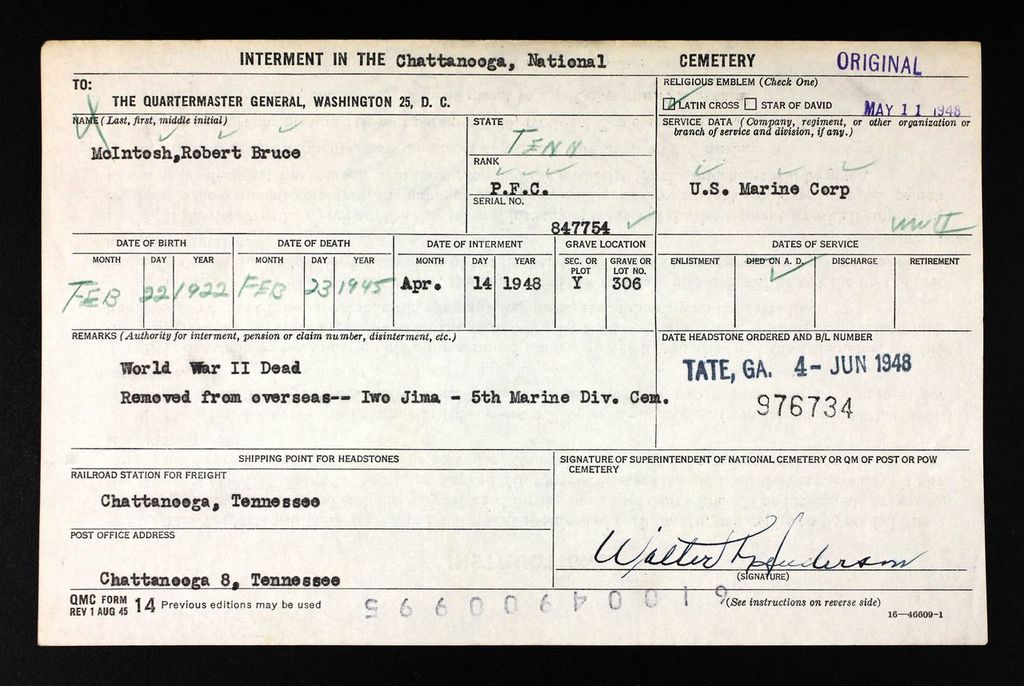 INTERMENT IN THE Chattanooga, National CEMETERY ORIGINAL
TO:
THE QUARTERMASTER GENERAL, WASHINGTON 25, D. C.
RELIGIOUS EMBLEM (Check One)
LATIN CROSS STAR OF DAVID
MAY 11 1948
NAME (Last, first, middle initial)
McIntosh,Robert Bruce
STATE
TENN
RANK
P.F.C.
SERIAL NO.
847754
SERVICE DATA (Company, regiment, or other organization or
branch of service and division, if any.)
U.S. Marine Corp
WWII
DATE OF BIRTH DATE OF DEATH DATE OF INTERMENT GRAVE LOCATION DATES OF SERVICE
MONTH DAY YEAR MONTH DAY YEAR MONTH DAY YEAR SEC. OR PLOT GRAVE OR LOT NO. ENLISTMENT DIED ON A. D. DISCHARGE RETIREMENT
FEB 22 1922 FEB 23 1945 Apr. 14 1948 Y 306
REMARKS (Authority for interment, pension or claim number, disinterment, etc.)
World War II Dead
Removed from overseas-- Iwo Jima - 5th Marine Div. Cem.
DATE HEADSTONE ORDERED AND B/L NUMBER
TATE, GA. 4- JUN 1948
976734
SHIPPING POINT FOR HEADSTONES
RAILROAD STATION FOR FREIGHT
Chattanooga, Tennessee
POST OFFICE ADDRESS
Chattanooga 8, Tennessee
SIGNATURE OF SUPERINTENDENT OF NATIONAL CEMETERY OR QM OF POST OR POW
CEMETERY
Walter Henderson
(SIGNATURE)
QMC FORM
REV 1 AUG 45 14 Previous editions may be used
(See instructions on reverse side)
16—46609-1